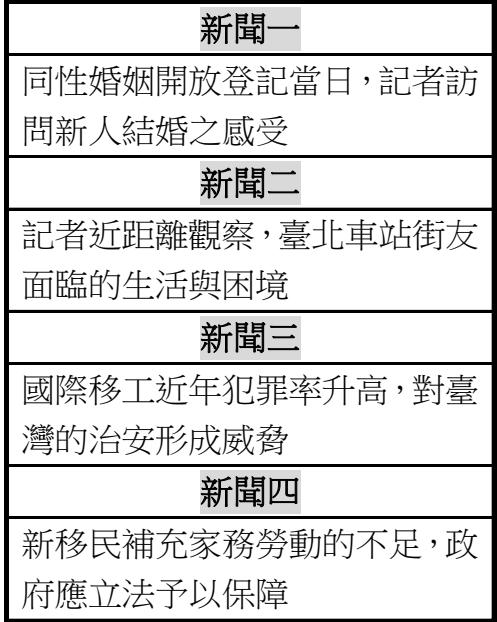 新聞一
同性婚姻開放登記當日，記者訪
問新人結婚之感受
新聞二
記者近距離觀察，臺北車站街友
面臨的生活與困境
新聞三
國際移工近年犯罪率升高，對臺
灣的治安形成威脅
新聞四
新移民補充家務勞動的不足，政
府應立法予以保障